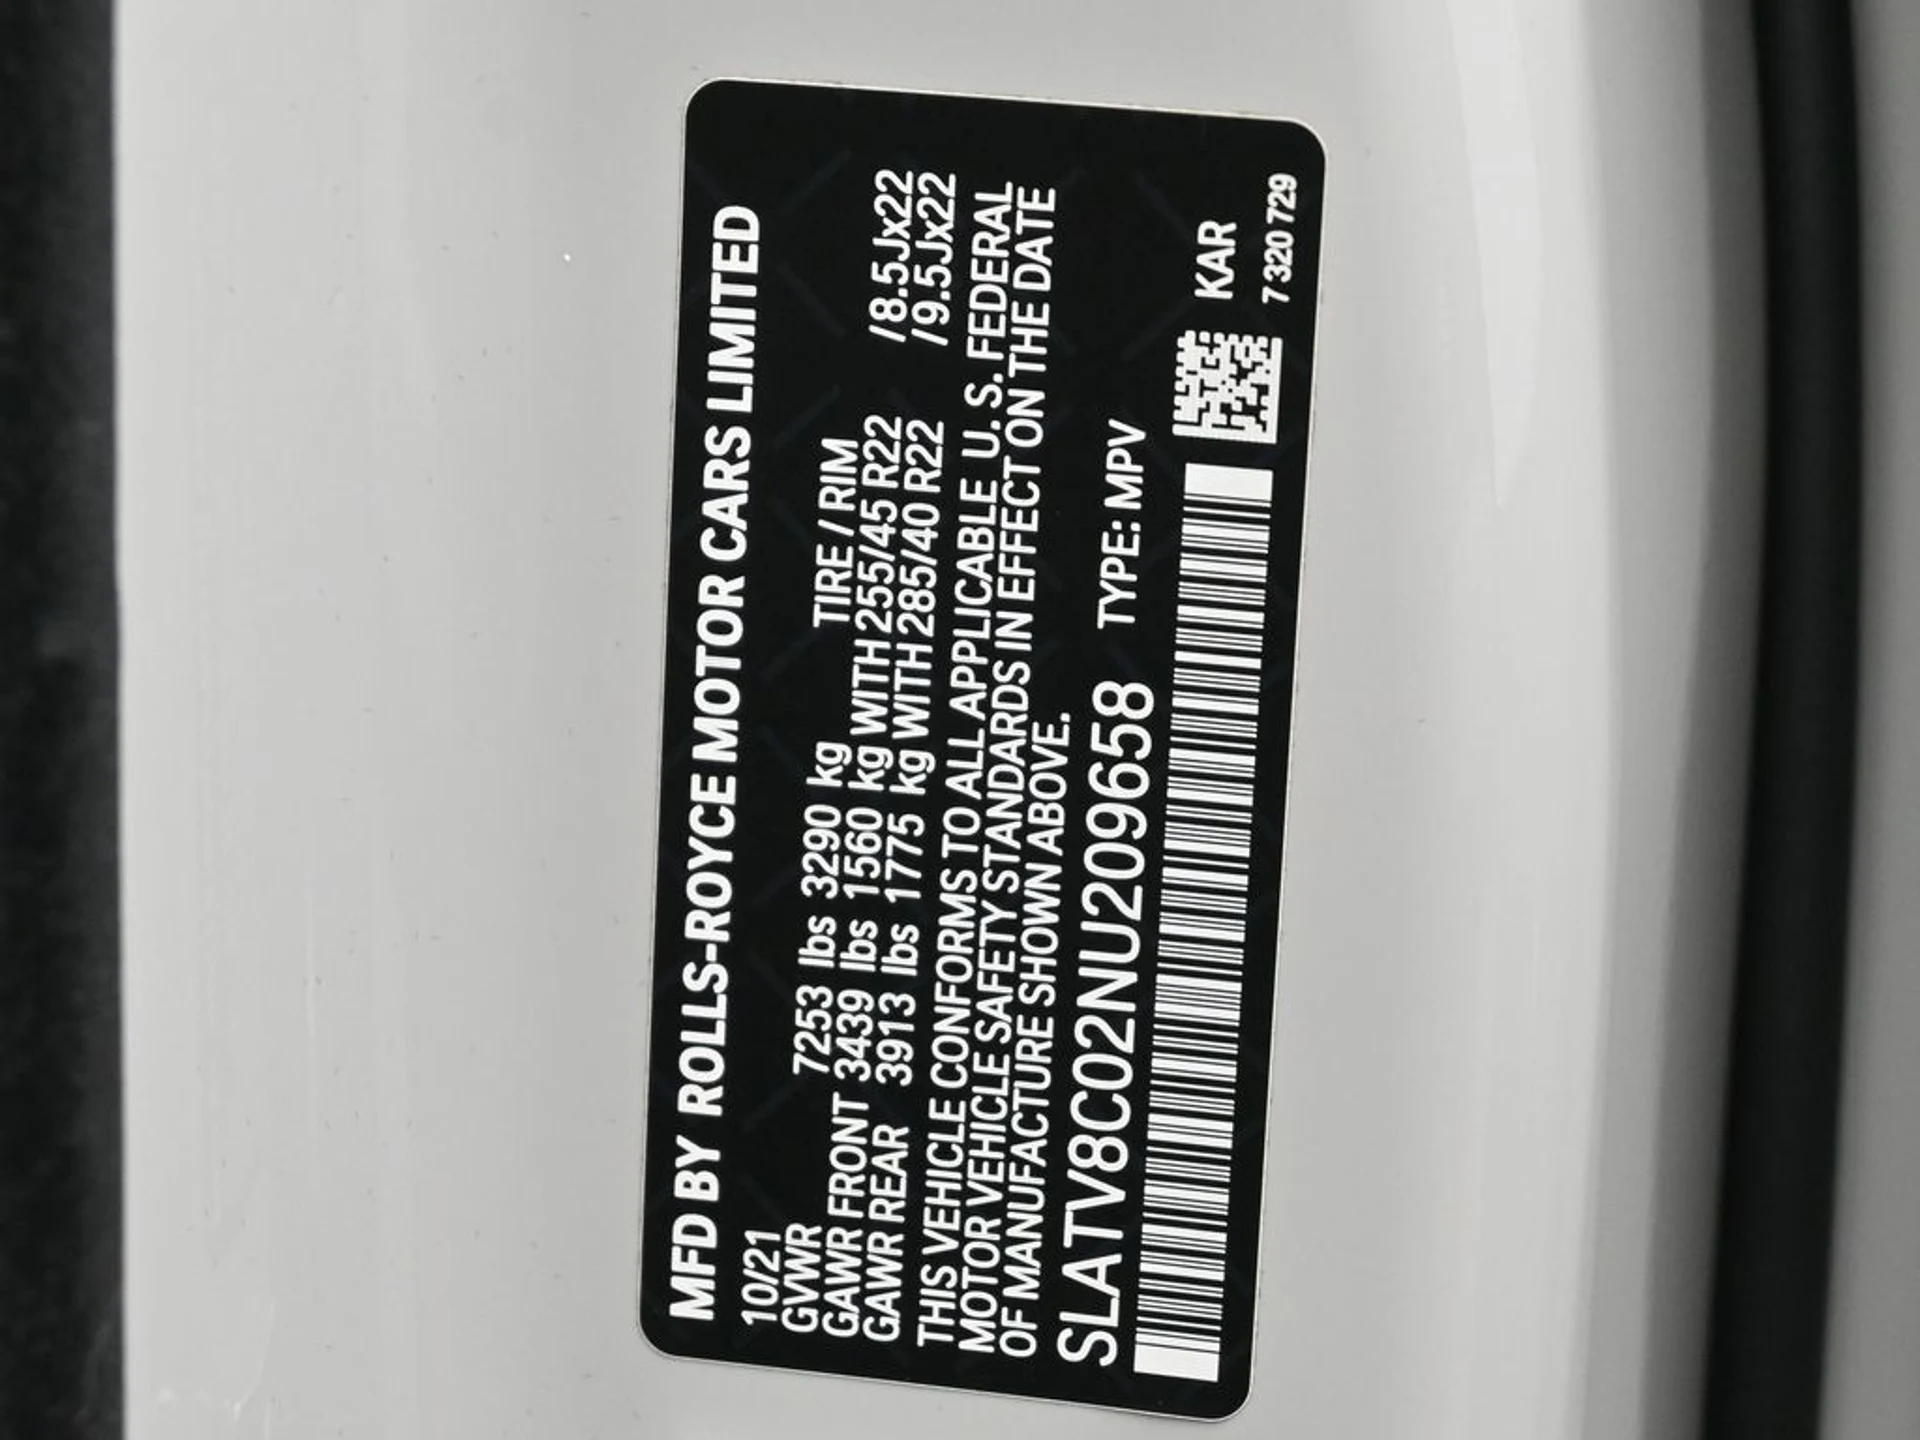 MFD BY ROLLS-ROYCE MOTOR CARS LIMITED
10/21
GVWR 7253 lbs 3290 kg TIRE / RIM
GAWR FRONT 3439 lbs 1560 kg WITH 255/45 R22 /8.5Jx22
GAWR REAR 3913 lbs 1775 kg WITH 285/40 R22 /9.5Jx22
THIS VEHICLE CONFORMS TO ALL APPLICABLE U. S. FEDERAL
MOTOR VEHICLE SAFETY STANDARDS IN EFFECT ON THE DATE
OF MANUFACTURE SHOWN ABOVE.
SLATV8C02NU209658 TYPE: MPV
KAR
7 320 729